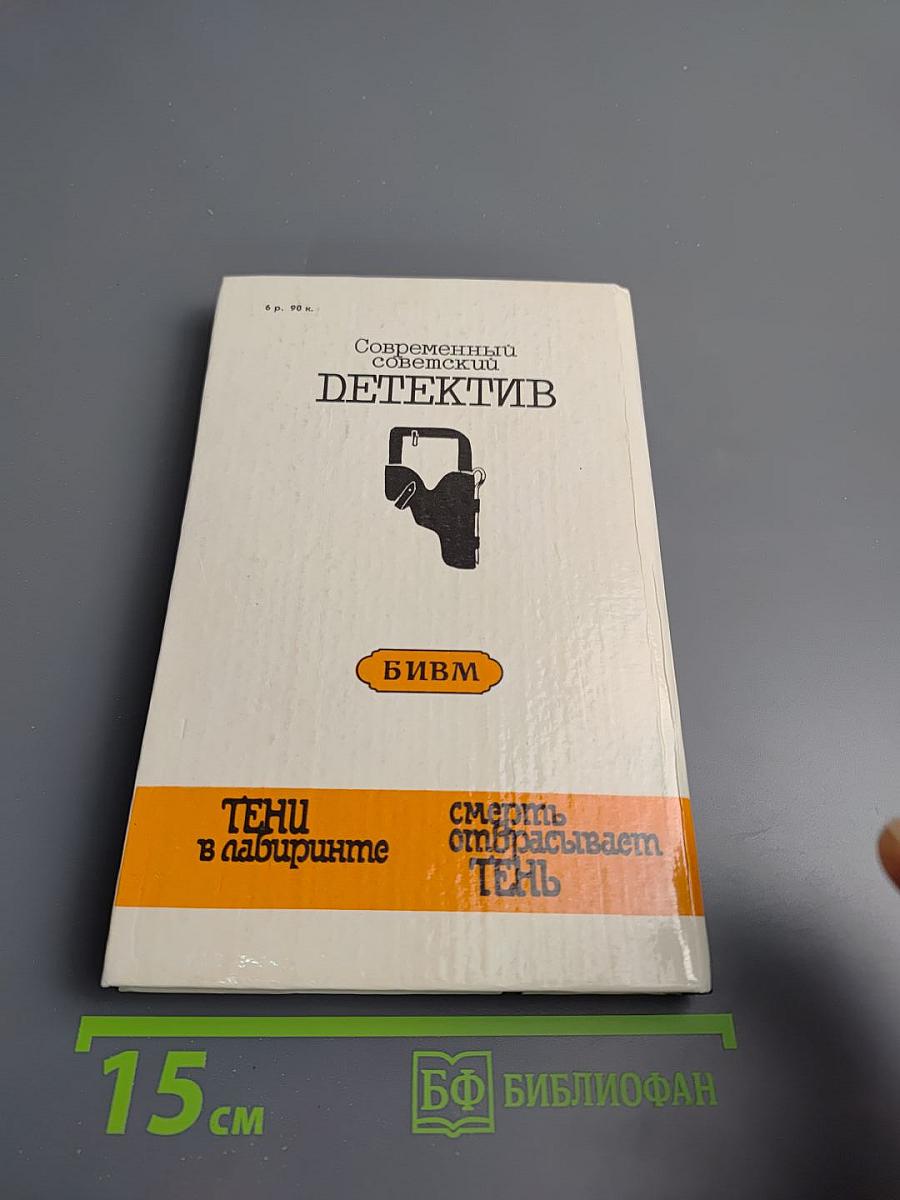 6 р. 90 к.
Современный
советский
DЕТЕКТИВ
БИВМ
ТЕНИ
в лабиринте
смерть
отбрасывает
ТЕНЬ
15 см
БФ БИБЛИОФАН